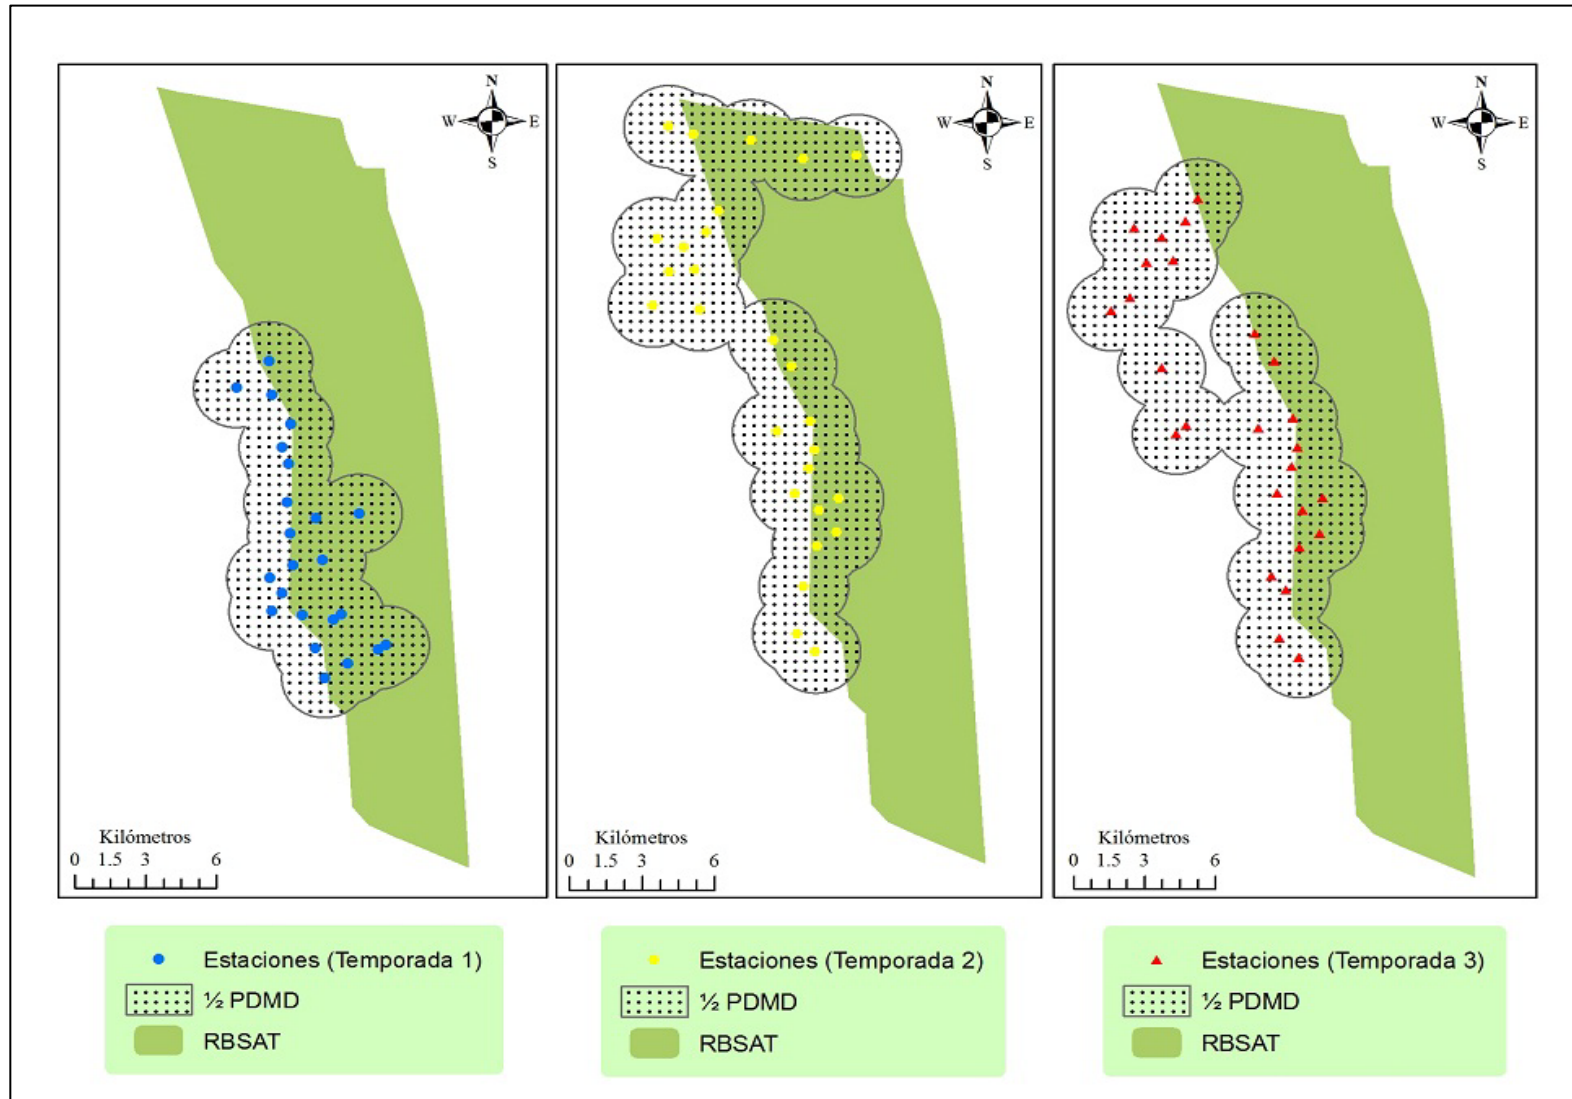 N
W E
S
Kilómetros
0 1.5 3 6
N
W E
S
Kilómetros
0 1.5 3 6
N
W E
S
Kilómetros
0 1.5 3 6
Estaciones (Temporada 1)
½ PDMD
RBSAT
Estaciones (Temporada 2)
½ PDMD
RBSAT
Estaciones (Temporada 3)
½ PDMD
RBSAT